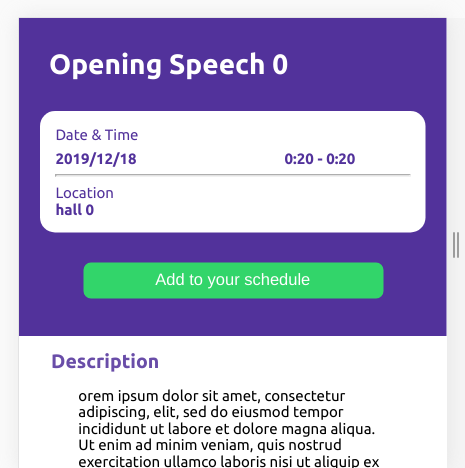 Opening Speech 0
Date & Time
2019/12/18 0:20 - 0:20
Location
hall 0
Add to your schedule
Description
orem ipsum dolor sit amet, consectetur
adipiscing, elit, sed do eiusmod tempor
incididunt ut labore et dolore magna aliqua.
Ut enim ad minim veniam, quis nostrud
exercitation ullamco laboris nisi ut aliquip ex